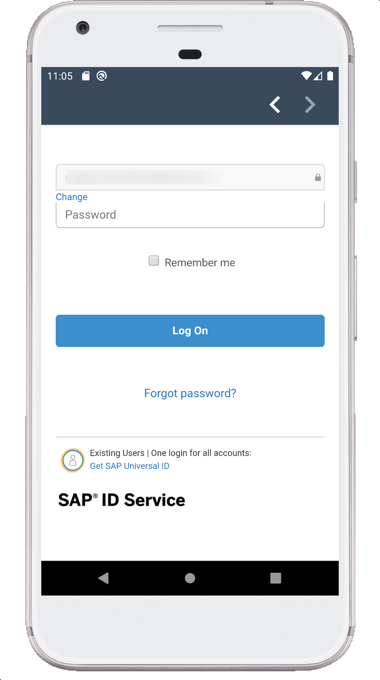 11:05
Change
Password
Remember me
Log On
Forgot password?
Existing Users | One login for all accounts:
Get SAP Universal ID
SAP® ID Service